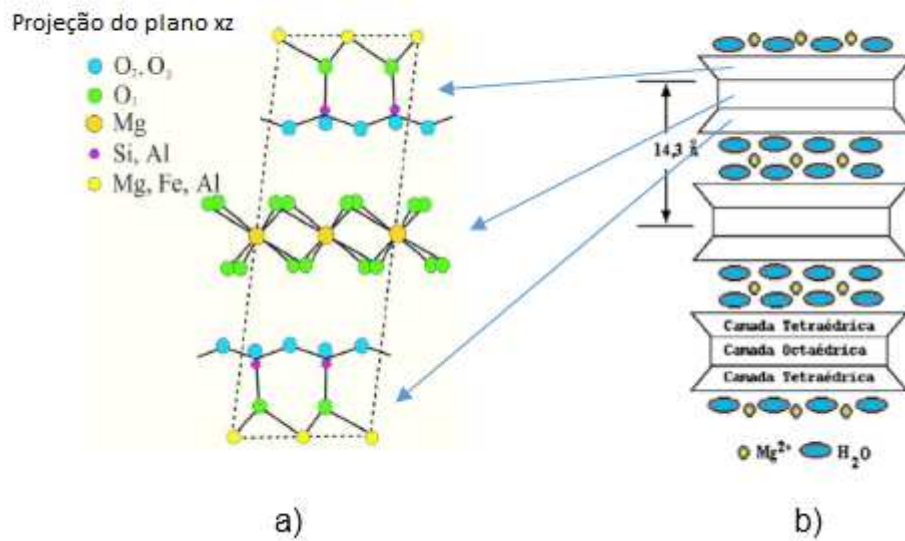 Projeção do plano xz
O₂, O₃
O₁
Mg
Si, Al
Mg, Fe, Al
14,3 Å
Camada Tetraédrica
Camada Octaédrica
Camada Tetraédrica
Mg²⁺
H₂O
a)
b)